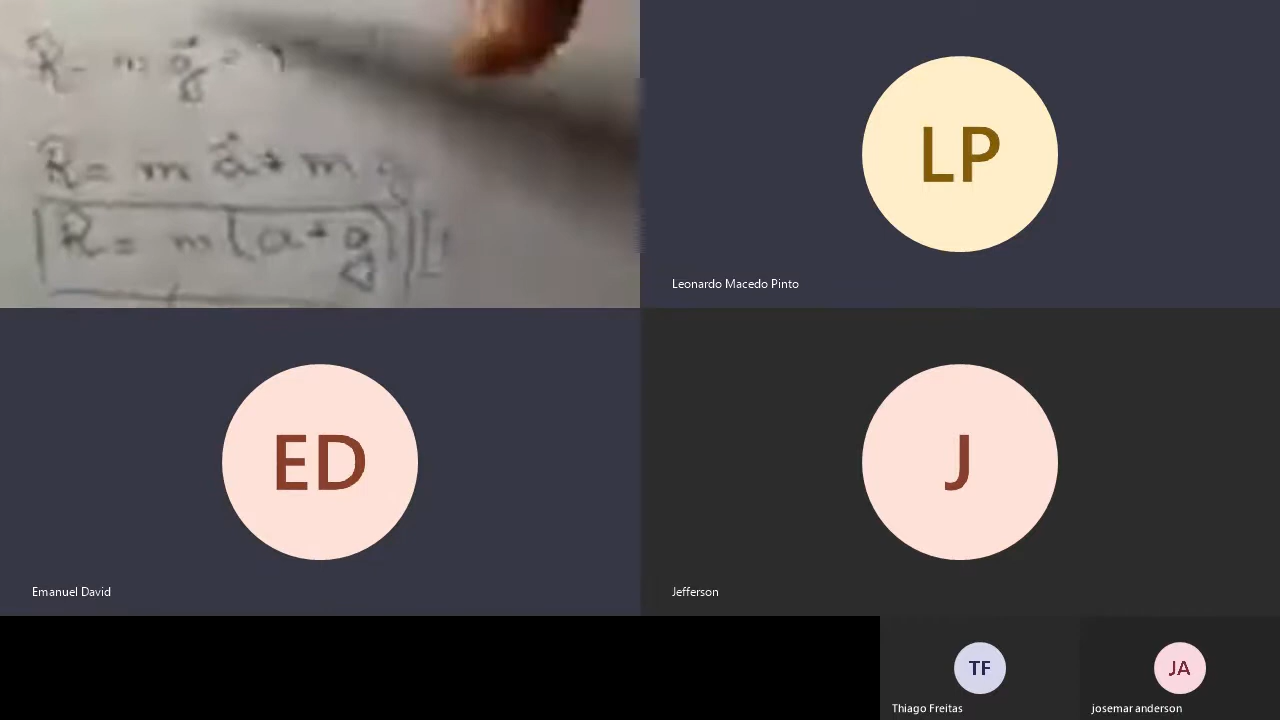 R - m g =
R = m a + m g
R = m (a + g)
LP
Leonardo Macedo Pinto
ED
Emanuel David
J
Jefferson
TF
Thiago Freitas
JA
josemar anderson